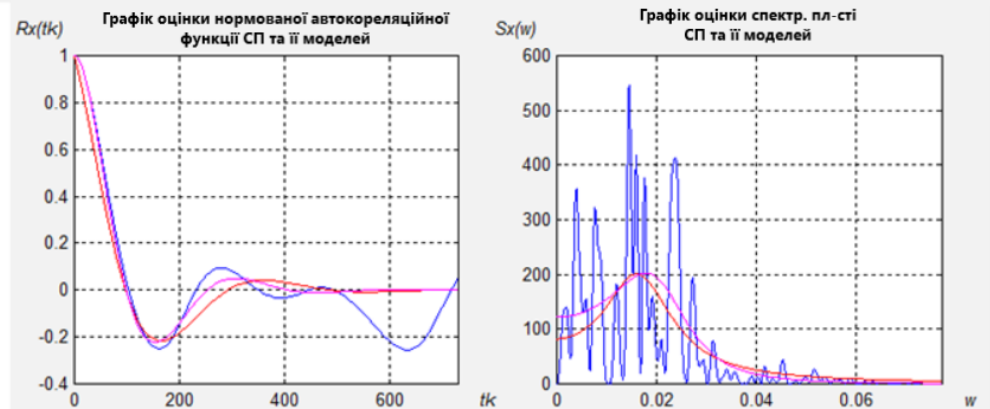 Графік оцінки нормованої автокореляційної
функції СП та її моделей
Rx(tк)
1
0.8
0.6
0.4
0.2
0
-0.2
-0.4
0 200 400 600 tк
Графік оцінки спектр. пл-сті
СП та її моделей
Sx(w)
600
500
400
300
200
100
0
0 0.02 0.04 0.06 w